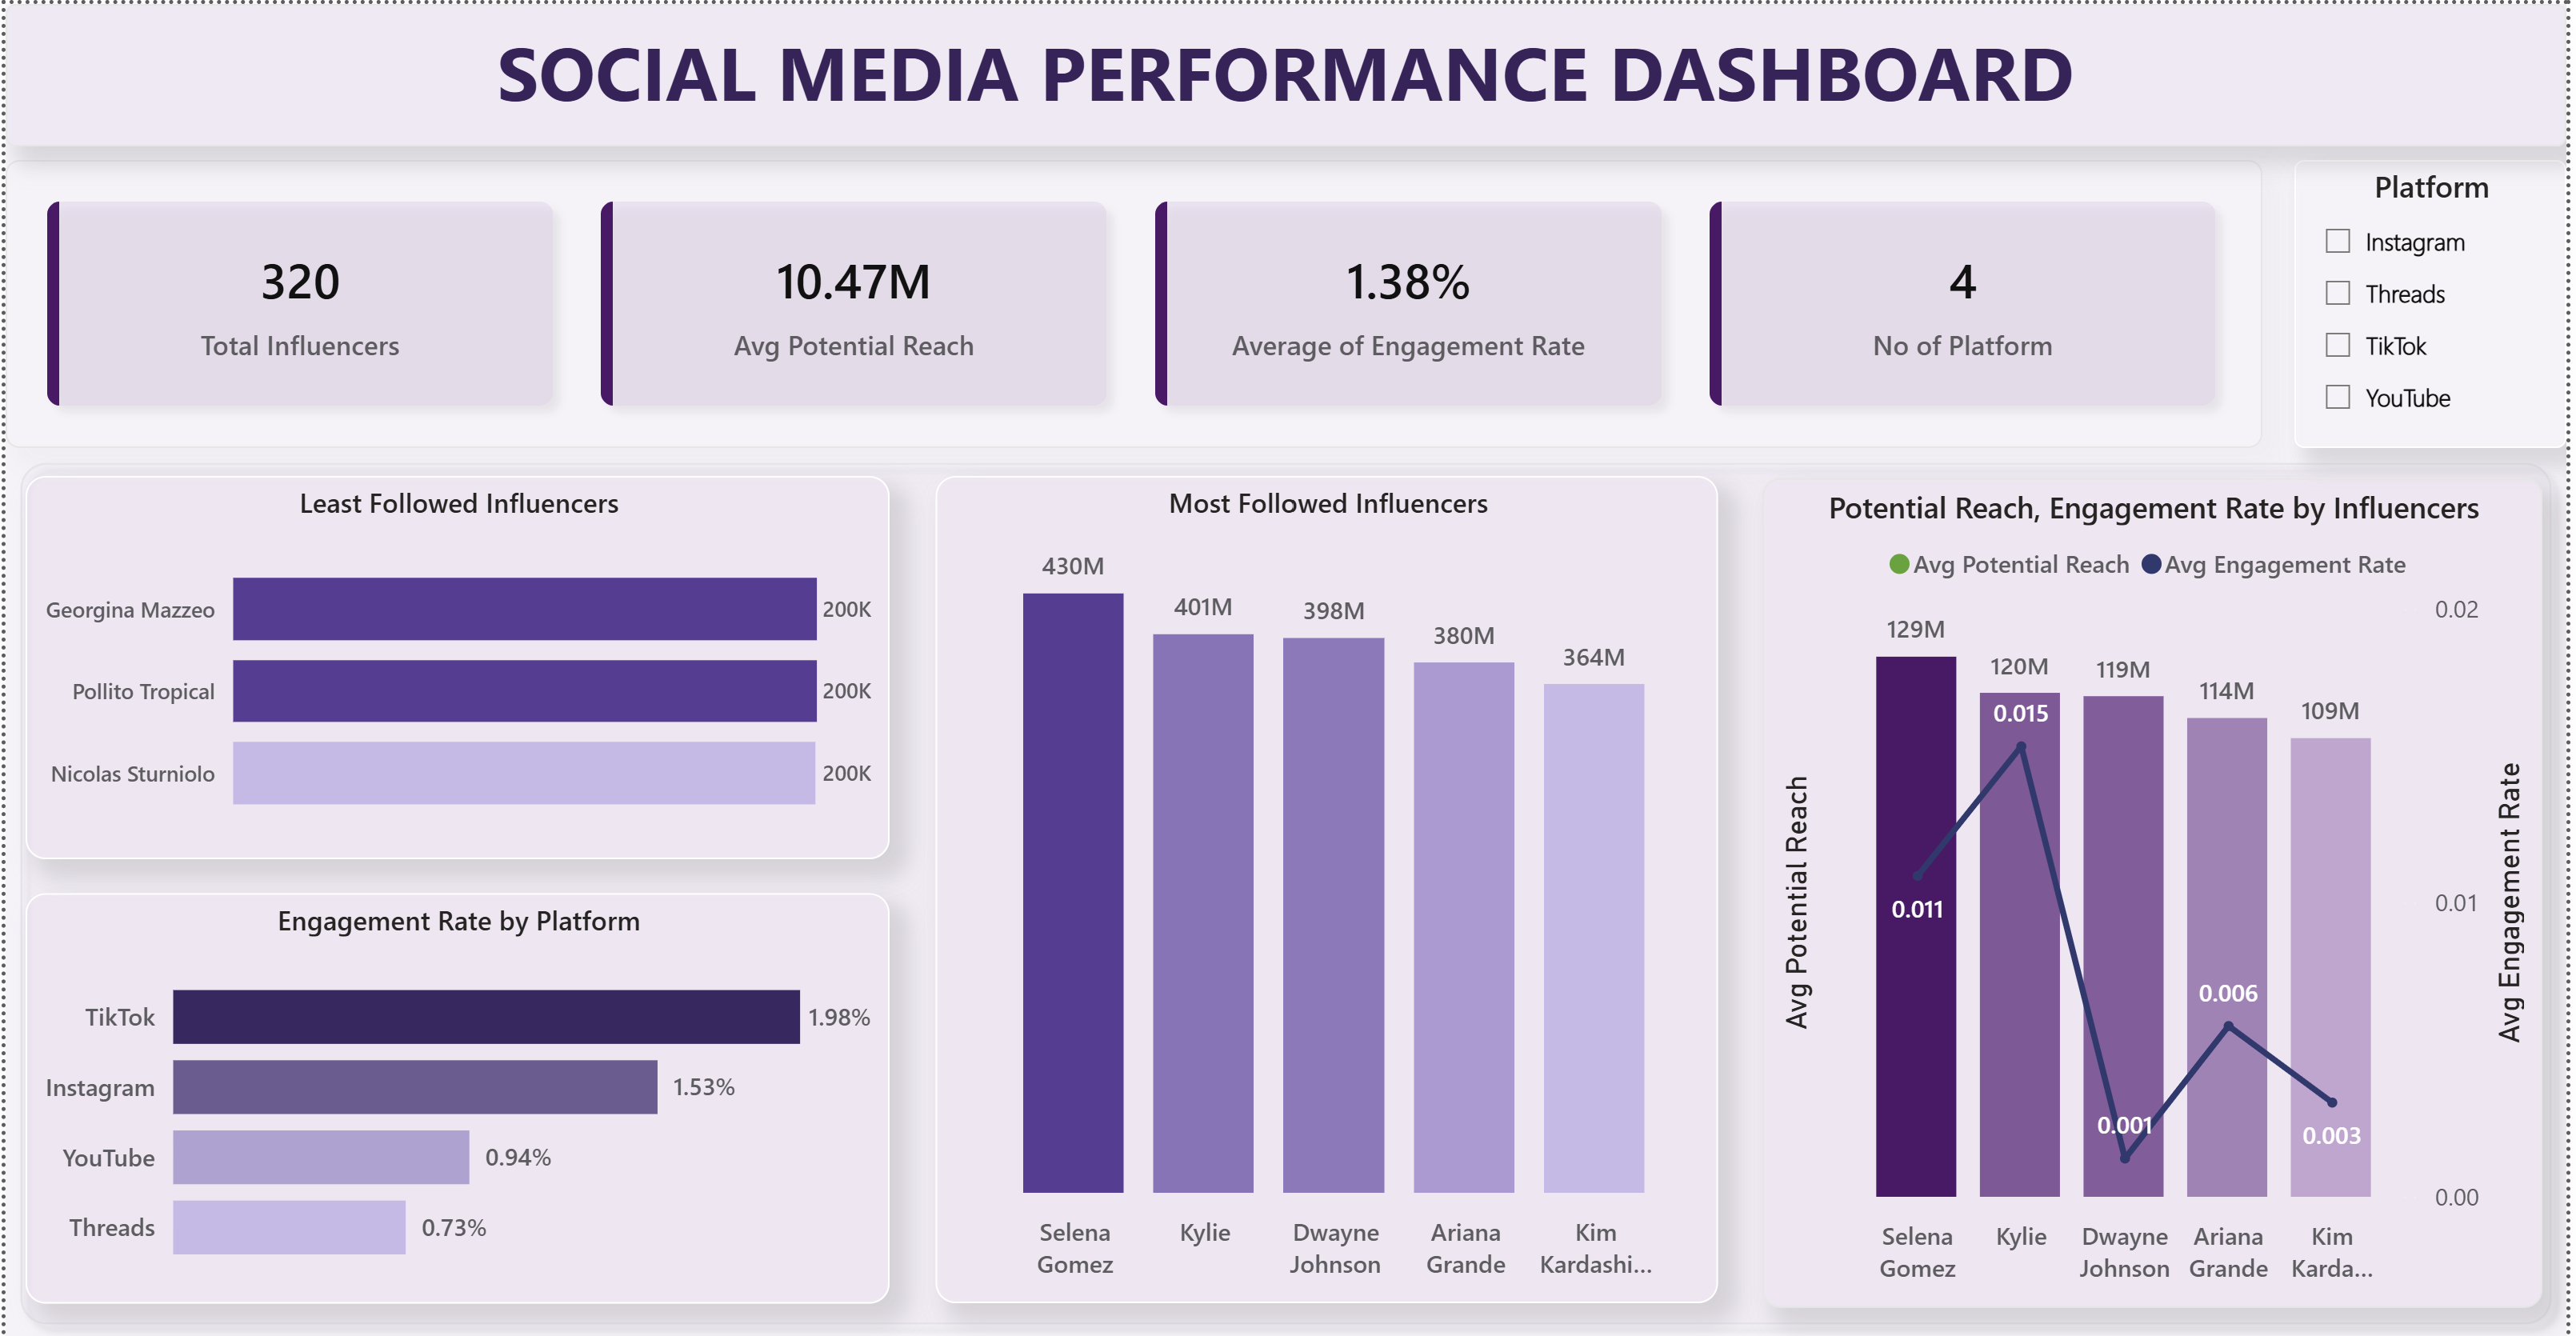 SOCIAL MEDIA PERFORMANCE DASHBOARD
320
Total Influencers
10.47M
Avg Potential Reach
1.38%
Average of Engagement Rate
4
No of Platform
Platform
Instagram
Threads
TikTok
YouTube
Least Followed Influencers
Georgina Mazzeo
200K
Pollito Tropical
200K
Nicolas Sturniolo
200K
Engagement Rate by Platform
TikTok
1.98%
Instagram
1.53%
YouTube
0.94%
Threads
0.73%
Most Followed Influencers
430M
401M
398M
380M
364M
Selena
Gomez
Kylie
Dwayne
Johnson
Ariana
Grande
Kim
Kardashi...
Potential Reach, Engagement Rate by Influencers
Avg Potential Reach
Avg Engagement Rate
Avg Potential Reach
129M
120M
119M
114M
109M
0.011
0.015
0.001
0.006
0.003
0.02
0.01
0.00
Avg Engagement Rate
Selena
Gomez
Kylie
Dwayne
Johnson
Ariana
Grande
Kim
Karda...